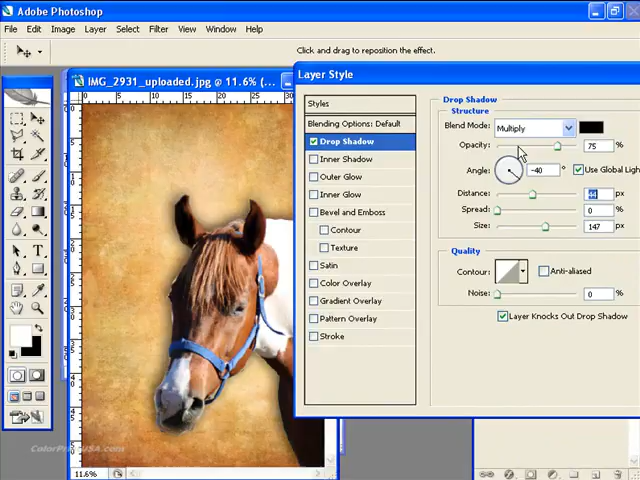 Adobe Photoshop
File Edit Image Layer Select Filter View Window Help
Click and drag to reposition the effect.
IMG_2931_uploaded.jpg @ 11.6% (...
Layer Style
Styles
Blending Options: Default
Drop Shadow
Inner Shadow
Outer Glow
Inner Glow
Bevel and Emboss
Contour
Texture
Satin
Color Overlay
Gradient Overlay
Pattern Overlay
Stroke
Drop Shadow
Structure
Blend Mode: Multiply
Opacity: 75 %
Angle: -40 ° Use Global Ligh
Distance: 44 px
Spread: 0 %
Size: 147 px
Quality
Contour: Anti-aliased
Noise: 0 %
Layer Knocks Out Drop Shadow
11.6%